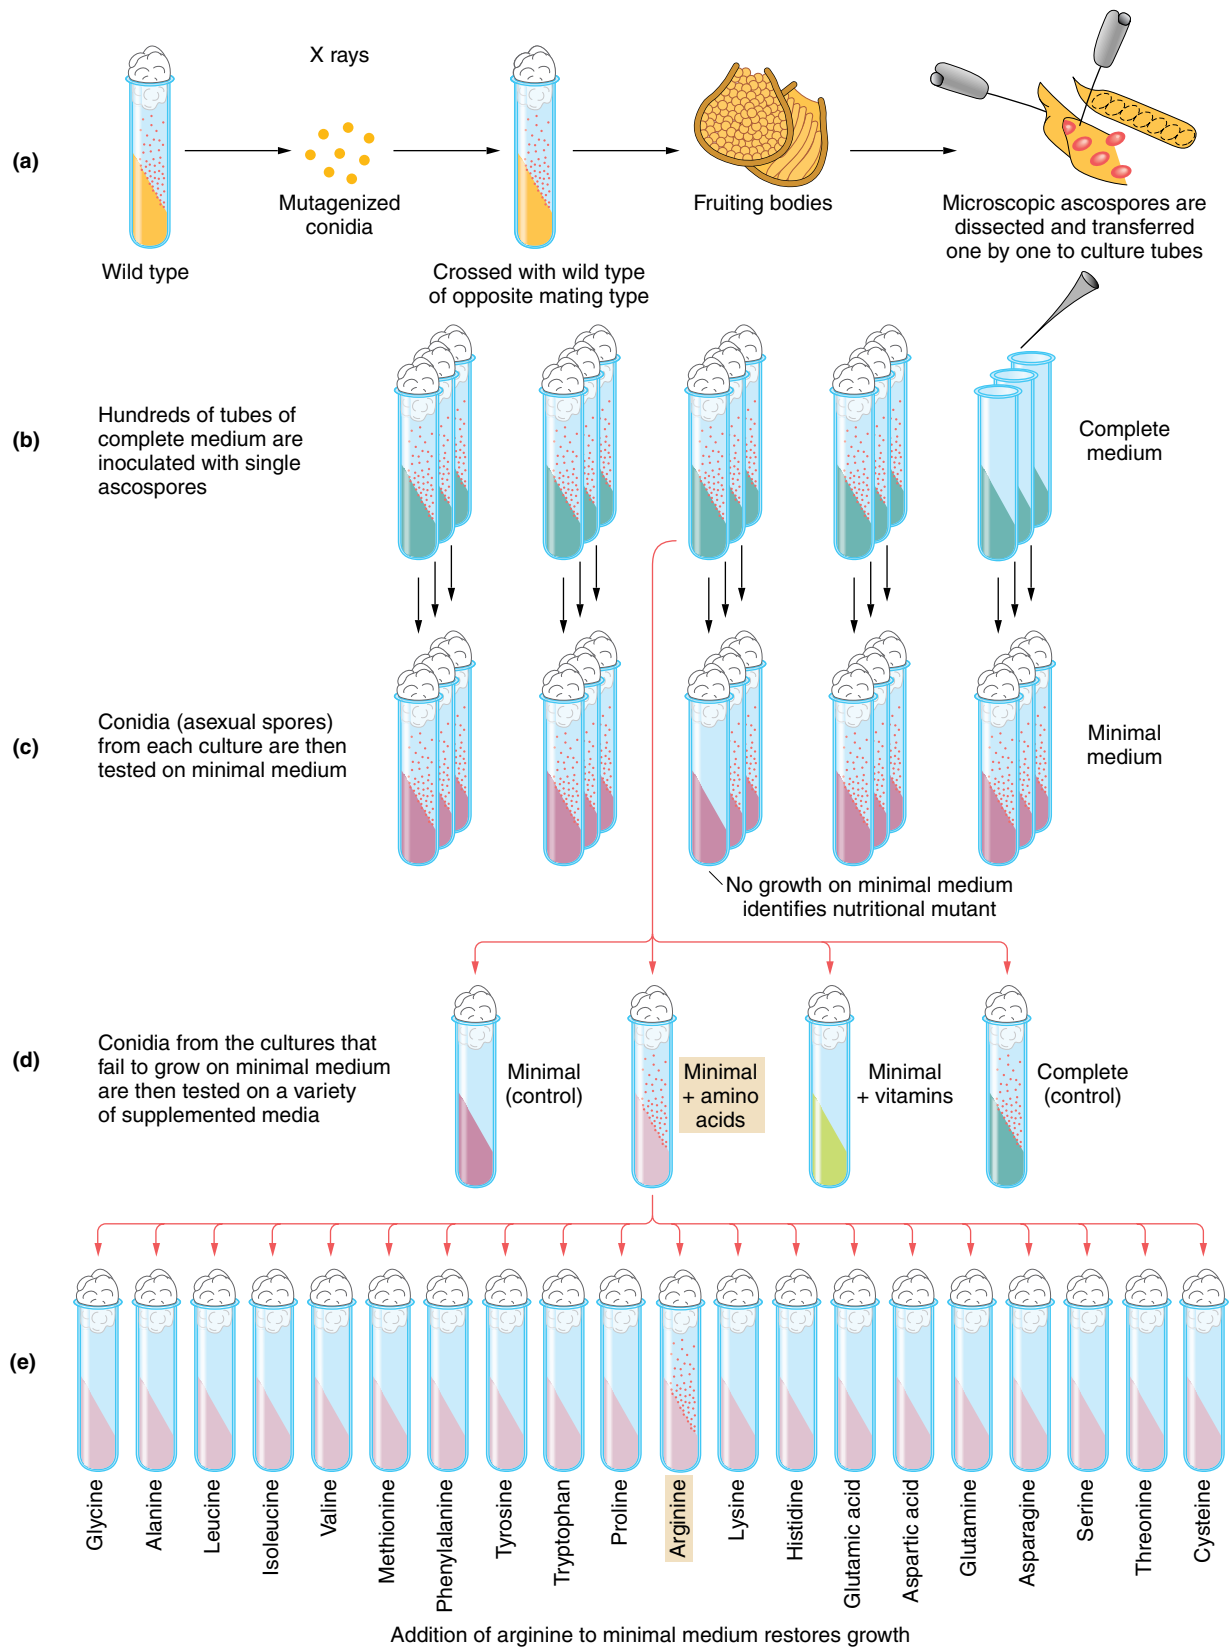 X rays
(a)
Mutagenized
conidia
Fruiting bodies
Microscopic ascospores are
dissected and transferred
one by one to culture tubes
Wild type
Crossed with wild type
of opposite mating type
(b)
Hundreds of tubes of
complete medium are
inoculated with single
ascospores
Complete
medium
(c)
Conidia (asexual spores)
from each culture are then
tested on minimal medium
Minimal
medium
No growth on minimal medium
identifies nutritional mutant
(d)
Conidia from the cultures that
fail to grow on minimal medium
are then tested on a variety
of supplemented media
Minimal
(control)
Minimal
+ amino
acids
Minimal
+ vitamins
Complete
(control)
(e)
Glycine
Alanine
Leucine
Isoleucine
Valine
Methionine
Phenylalanine
Tyrosine
Tryptophan
Proline
Arginine
Lysine
Histidine
Glutamic acid
Aspartic acid
Glutamine
Asparagine
Serine
Threonine
Cysteine
Addition of arginine to minimal medium restores growth